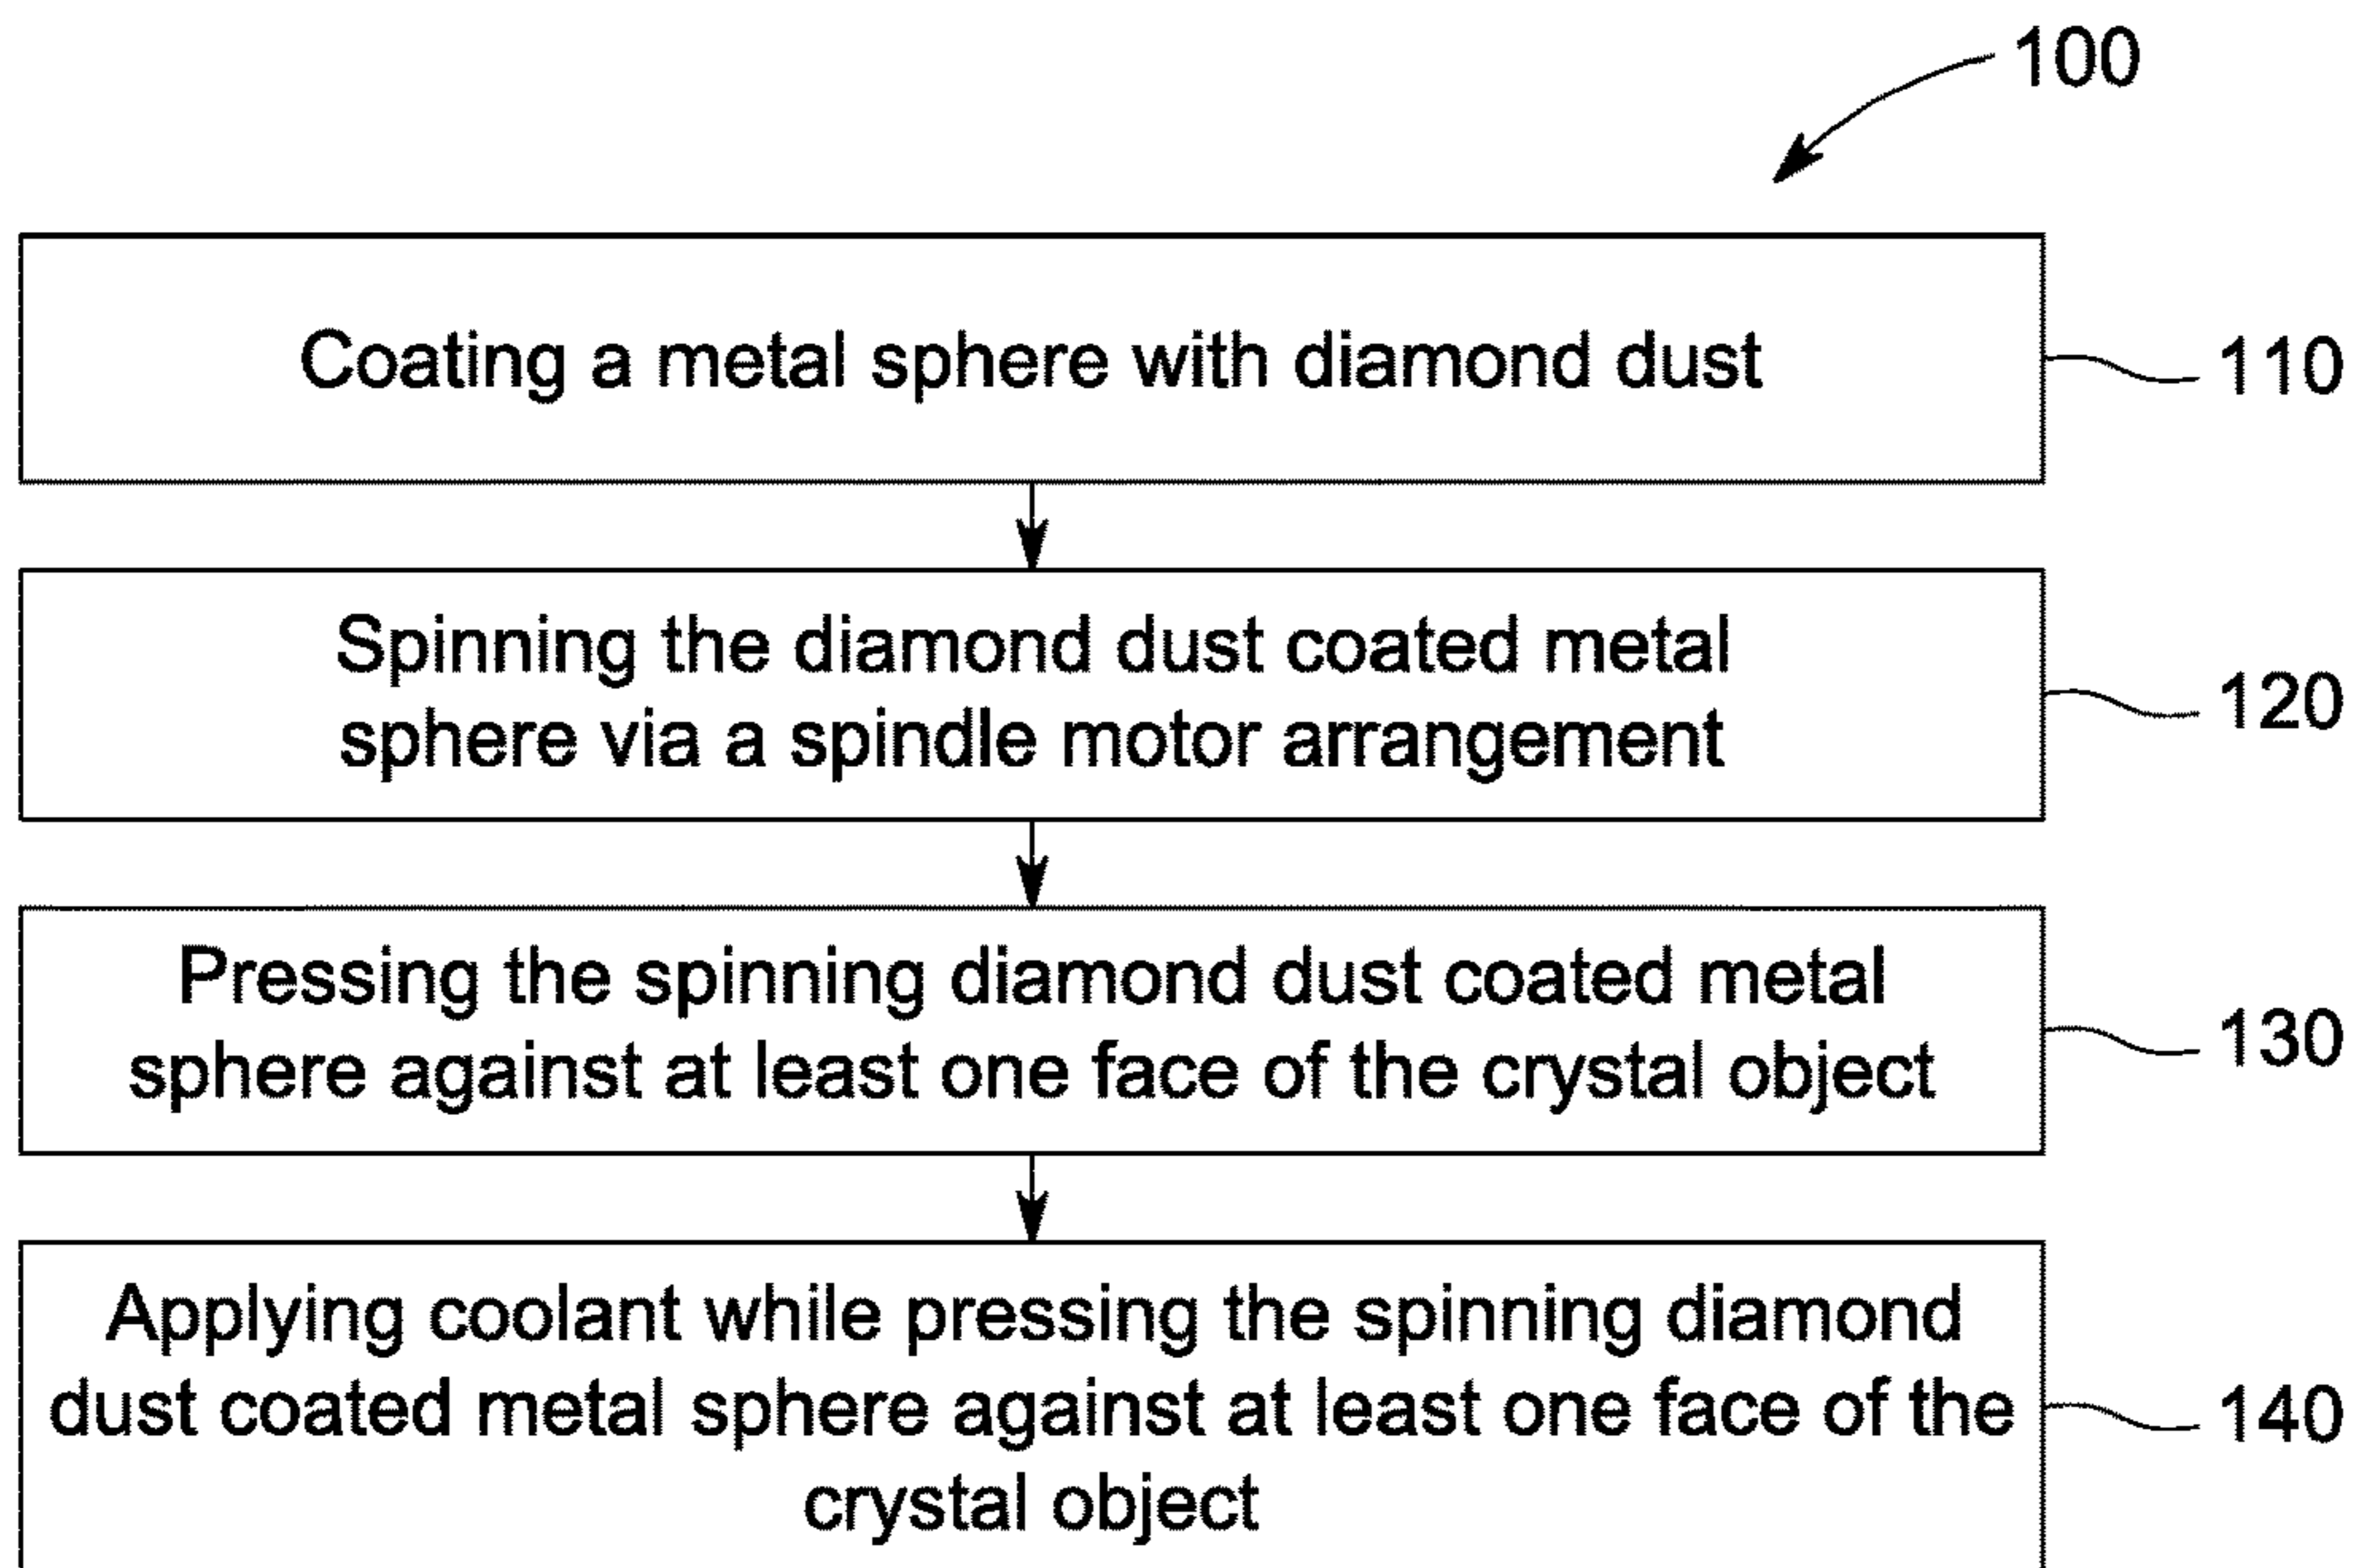 100
Coating a metal sphere with diamond dust
110
Spinning the diamond dust coated metal
sphere via a spindle motor arrangement
120
Pressing the spinning diamond dust coated metal
sphere against at least one face of the crystal object
130
Applying coolant while pressing the spinning diamond
dust coated metal sphere against at least one face of the
crystal object
140